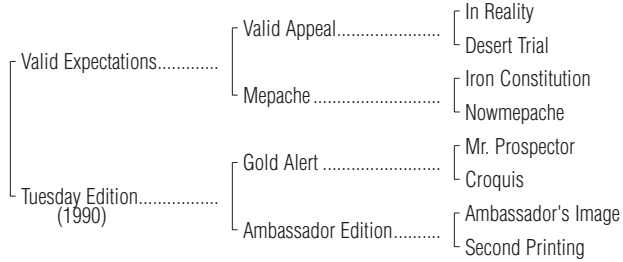 In Reality
Valid Appeal........................
Desert Trial
Valid Expectations.............
Iron Constitution
Mepache .............................
Nowmepache
Mr. Prospector
Gold Alert ...........................
Croquis
Tuesday Edition.................
(1990)
Ambassador's Image
Ambassador Edition..........
Second Printing